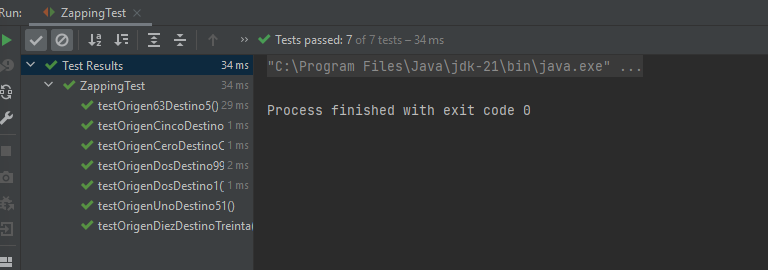 Run: ZappingTest
Tests passed: 7 of 7 tests – 34 ms
Test Results 34 ms
ZappingTest 34 ms
testOrigen63Destino5() 29 ms
testOrigenCincoDestino 1 ms
testOrigenCeroDestinoC 1 ms
testOrigenDosDestino99 2 ms
testOrigenDosDestino1( 1 ms
testOrigenUnoDestino51()
testOrigenDiezDestinoTreinta(
"C:\Program Files\Java\jdk-21\bin\java.exe" ...
Process finished with exit code 0